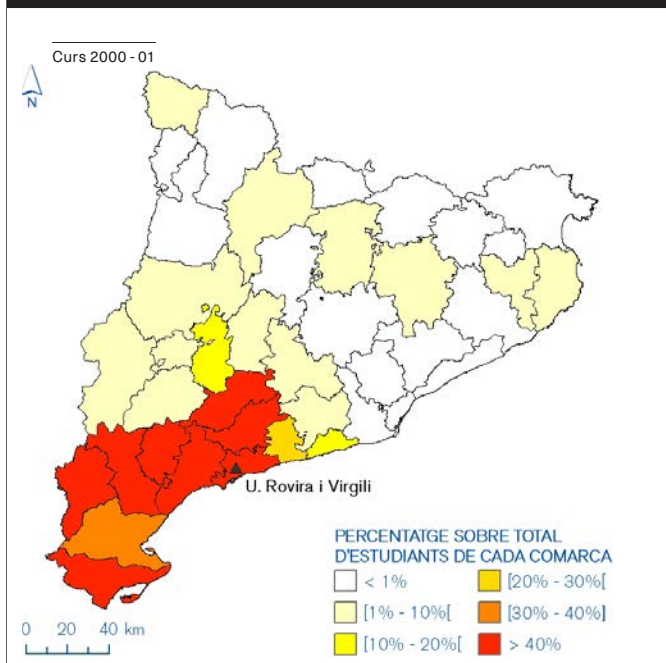 Curs 2000 - 01
N
U. Rovira i Virgili
PERCENTATGE SOBRE TOTAL
D'ESTUDIANTS DE CADA COMARCA
< 1%
[20% - 30%[
[1% - 10%[
[30% - 40%]
[10% - 20%[
> 40%
0 20 40 km